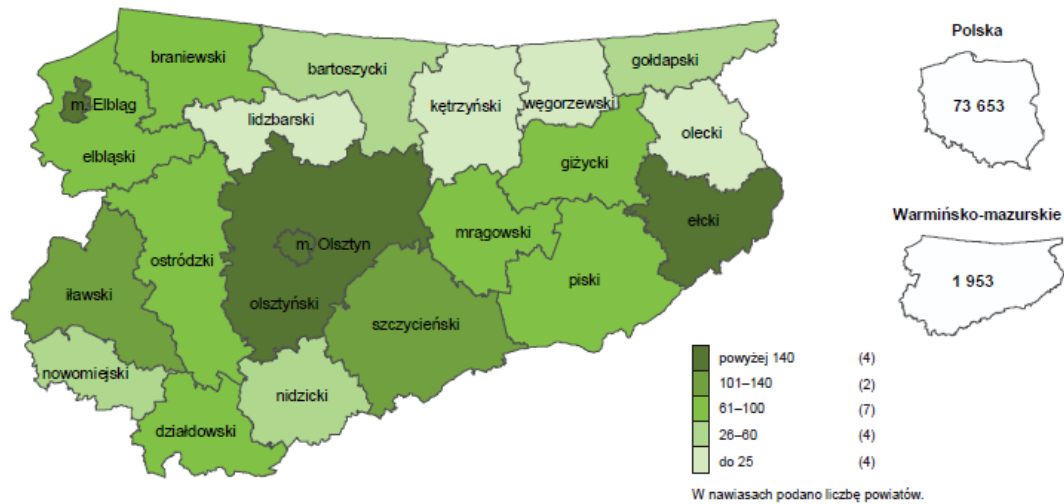 braniewski
bartoszycki
gołdapski
m. Elbląg
kętrzyński
węgorzewski
lidzbarski
olecki
elbląski
giżycki
ełcki
mrągowski
m. Olsztyn
ostródzki
piski
iławski
olsztyński
szczycieński
nowomiejski
nidzicki
działdowski
Polska
73 653
Warmińsko-mazurskie
1 953
powyżej 140 (4)
101–140 (2)
61–100 (7)
26–60 (4)
do 25 (4)
W nawiasach podano liczbę powiatów.